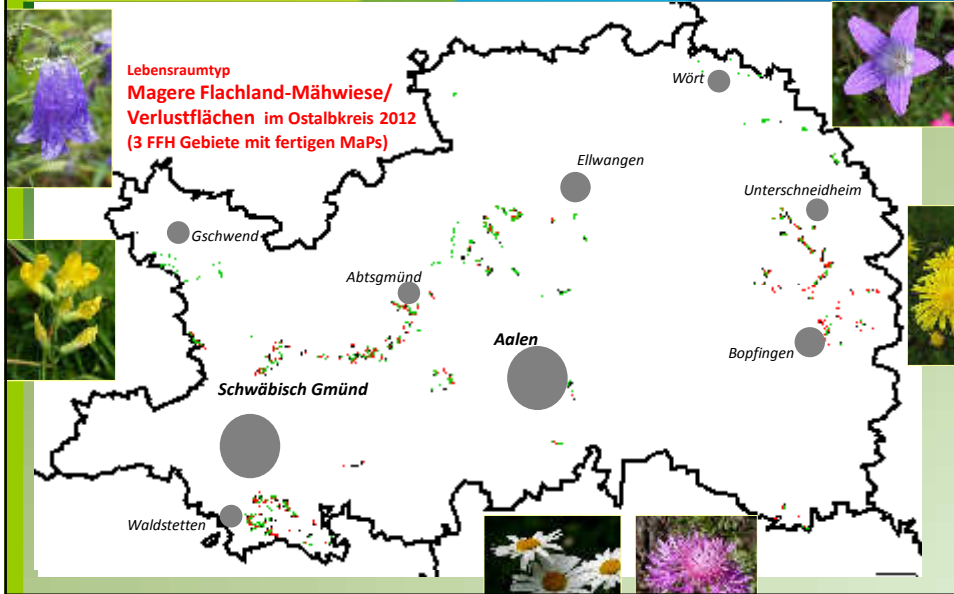 Lebensraumtyp
Magere Flachland-Mähwiese/
Verlustflächen im Ostalbkreis 2012
(3 FFH Gebiete mit fertigen MaPs)
Wört
Ellwangen
Unterschneidheim
Gschwend
Abtsgmünd
Aalen
Bopfingen
Schwäbisch Gmünd
Waldstetten